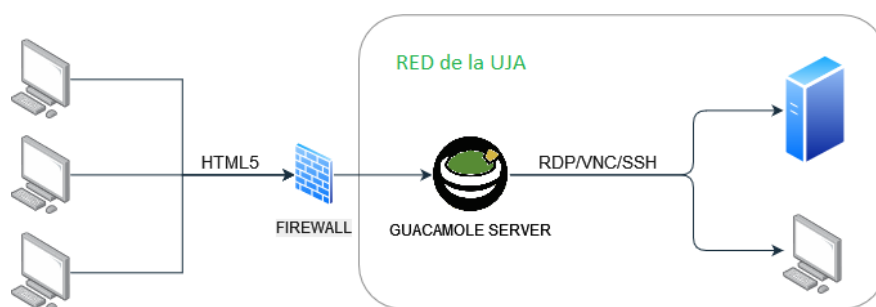 RED de la UJA
HTML5
RDP/VNC/SSH
FIREWALL
GUACAMOLE SERVER